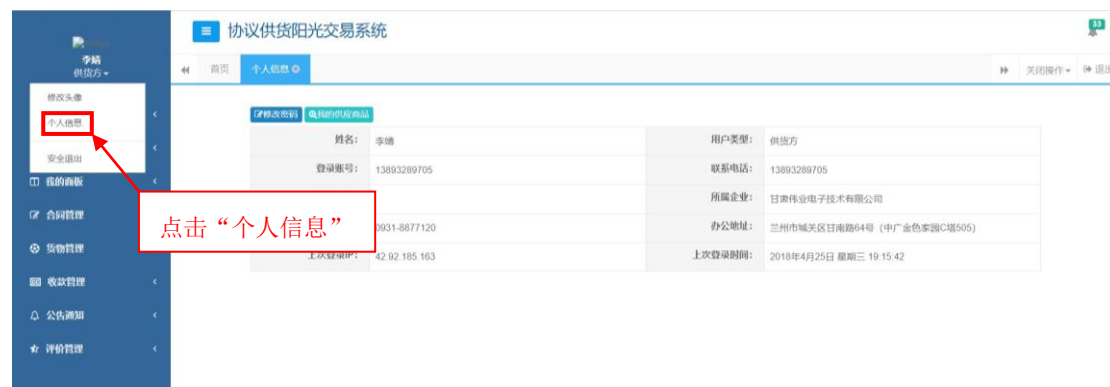 协议供货阳光交易系统
33
李婧
供货方
首页
个人信息
关闭操作
退出
修改头像
个人信息
安全退出
修改密码
我的供应商品
姓名： 李婧 用户类型： 供货方
登录账号： 13893289705 联系电话： 13893289705
所属企业： 甘肃伟业电子技术有限公司
0931-8877120 办公地址： 兰州市城关区甘南路64号（中广金色家园C塔505）
上次登录IP： 42.92.185.163 上次登录时间： 2018年4月25日 星期三 19:15:42
点击“个人信息”
我的面板
合同管理
货物管理
收款管理
公告通知
评价管理